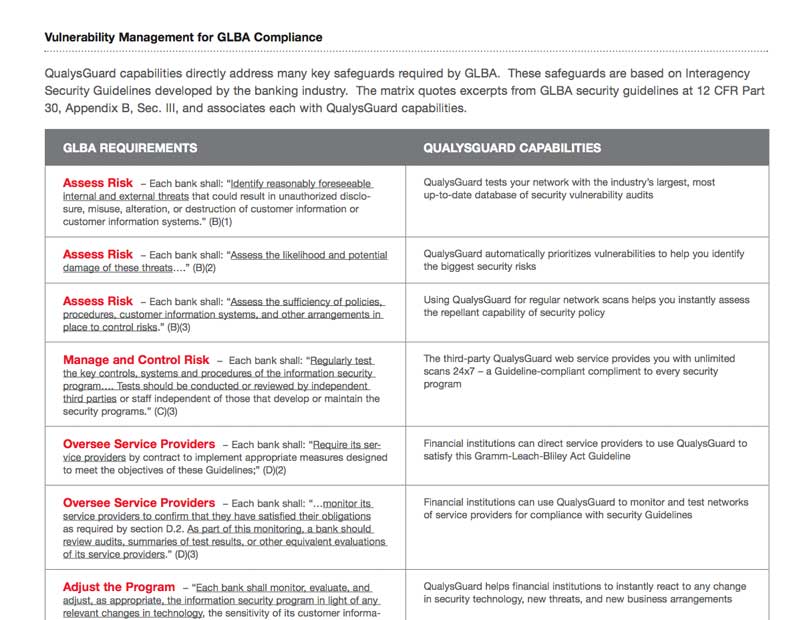 Vulnerability Management for GLBA Compliance
QualysGuard capabilities directly address many key safeguards required by GLBA.  These safeguards are based on Interagency
Security Guidelines developed by the banking industry.  The matrix quotes excerpts from GLBA security guidelines at 12 CFR Part
30, Appendix B, Sec. III, and associates each with QualysGuard capabilities.
GLBA REQUIREMENTS
QUALYSGUARD CAPABILITIES
Assess Risk – Each bank shall: “Identify reasonably foreseeable
internal and external threats that could result in unauthorized disclo-
sure, misuse, alteration, or destruction of customer information or
customer information systems.” (B)(1)
QualysGuard tests your network with the industry’s largest, most
up-to-date database of security vulnerability audits
Assess Risk – Each bank shall: “Assess the likelihood and potential
damage of these threats….” (B)(2)
QualysGuard automatically prioritizes vulnerabilities to help you identify
the biggest security risks
Assess Risk – Each bank shall: “Assess the sufficiency of policies,
procedures, customer information systems, and other arrangements in
place to control risks.” (B)(3)
Using QualysGuard for regular network scans helps you instantly assess
the repellant capability of security policy
Manage and Control Risk – Each bank shall: “Regularly test
the key controls, systems and procedures of the information security
program…. Tests should be conducted or reviewed by independent
third parties or staff independent of those that develop or maintain the
security programs.” (C)(3)
The third-party QualysGuard web service provides you with unlimited
scans 24x7 – a Guideline-compliant compliment to every security
program
Oversee Service Providers – Each bank shall: “Require its ser-
vice providers by contract to implement appropriate measures designed
to meet the objectives of these Guidelines;” (D)(2)
Financial institutions can direct service providers to use QualysGuard to
satisfy this Gramm-Leach-Bliley Act Guideline
Oversee Service Providers – Each bank shall: “…monitor its
service providers to confirm that they have satisfied their obligations
as required by section D.2. As part of this monitoring, a bank should
review audits, summaries of test results, or other equivalent evaluations
of its service providers.” (D)(3)
Financial institutions can use QualysGuard to monitor and test networks
of service providers for compliance with security Guidelines
Adjust the Program – “Each bank shall monitor, evaluate, and
adjust, as appropriate, the information security program in light of any
relevant changes in technology, the sensitivity of its customer informa-
QualysGuard helps financial institutions to instantly react to any change
in security technology, new threats, and new business arrangements